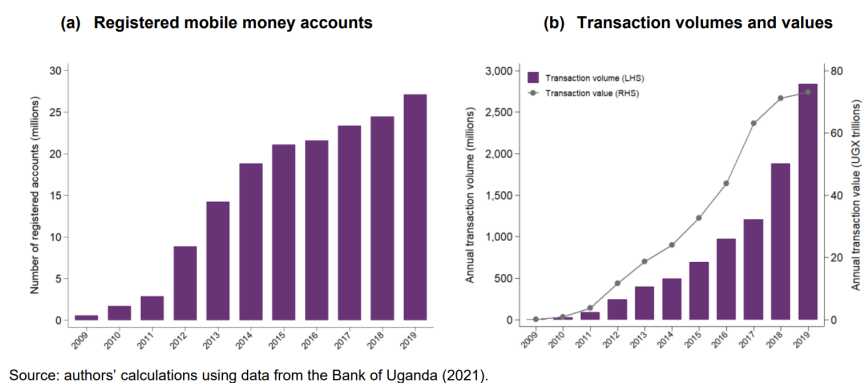 (a) Registered mobile money accounts
Number of registered accounts (millions)
30
25
20
15
10
5
0
2009 2010 2011 2012 2013 2014 2015 2016 2017 2018 2019
(b) Transaction volumes and values
Transaction volume (LHS)
Transaction value (RHS)
Annual transaction volume (millions)
3,000
2,500
2,000
1,500
1,000
500
0
80
60
40
20
0
Annual transaction value (UGX trillions)
2009 2010 2011 2012 2013 2014 2015 2016 2017 2018 2019
Source: authors' calculations using data from the Bank of Uganda (2021).